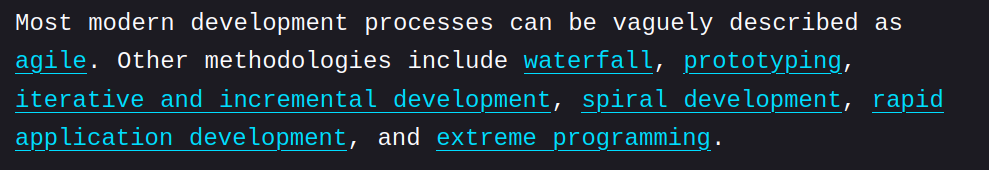 Most modern development processes can be vaguely described as
agile. Other methodologies include waterfall, prototyping,
iterative and incremental development, spiral development, rapid
application development, and extreme programming.